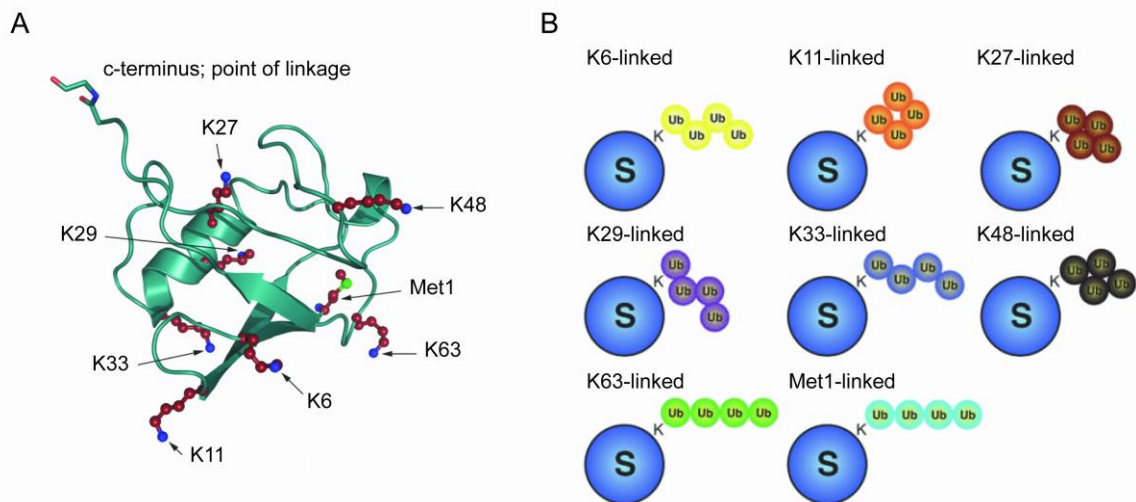 A
c-terminus; point of linkage
K27
K48
K29
Met1
K33
K63
K6
K11
B
K6-linked
K11-linked
K27-linked
S K Ub Ub Ub Ub
S K Ub Ub Ub Ub
S K Ub Ub Ub Ub
K29-linked
K33-linked
K48-linked
S K Ub Ub Ub Ub
S K Ub Ub Ub Ub
S K Ub Ub Ub Ub
K63-linked
Met1-linked
S K Ub Ub Ub Ub
S K Ub Ub Ub Ub